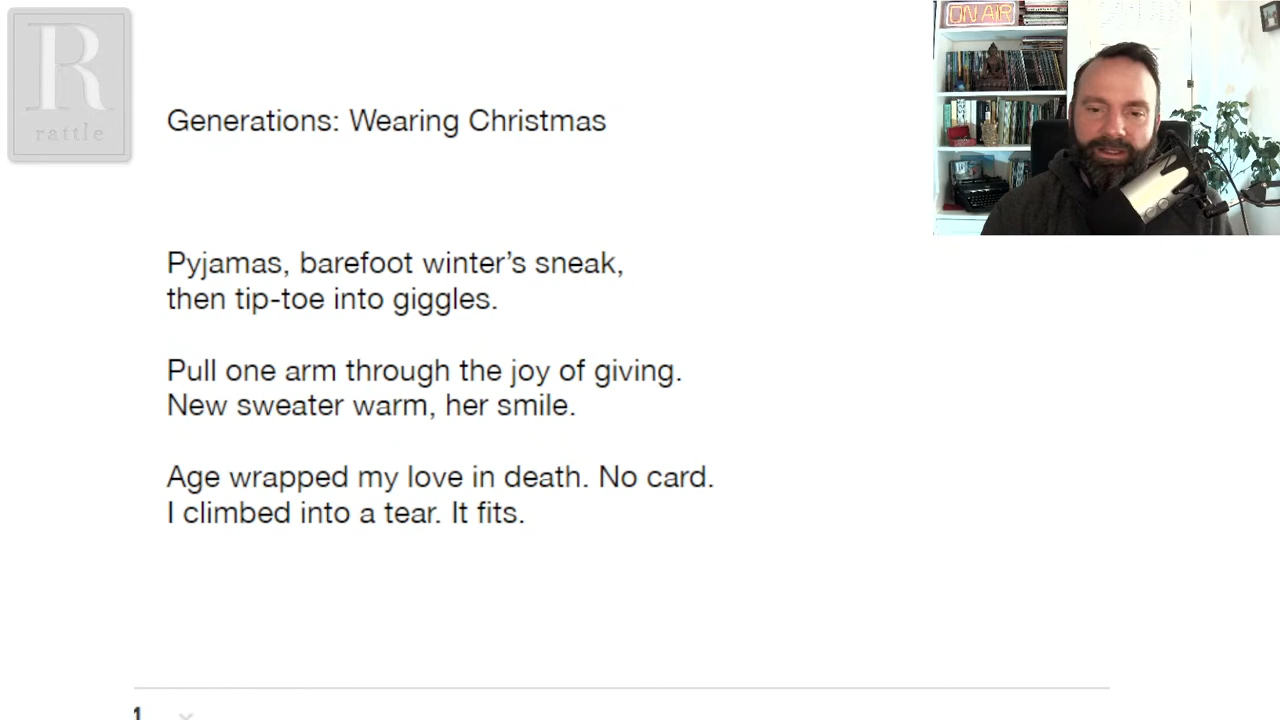 R
rattle
ON AIR
Generations: Wearing Christmas
Pyjamas, barefoot winter's sneak,
then tip-toe into giggles.
Pull one arm through the joy of giving.
New sweater warm, her smile.
Age wrapped my love in death. No card.
I climbed into a tear. It fits.
1